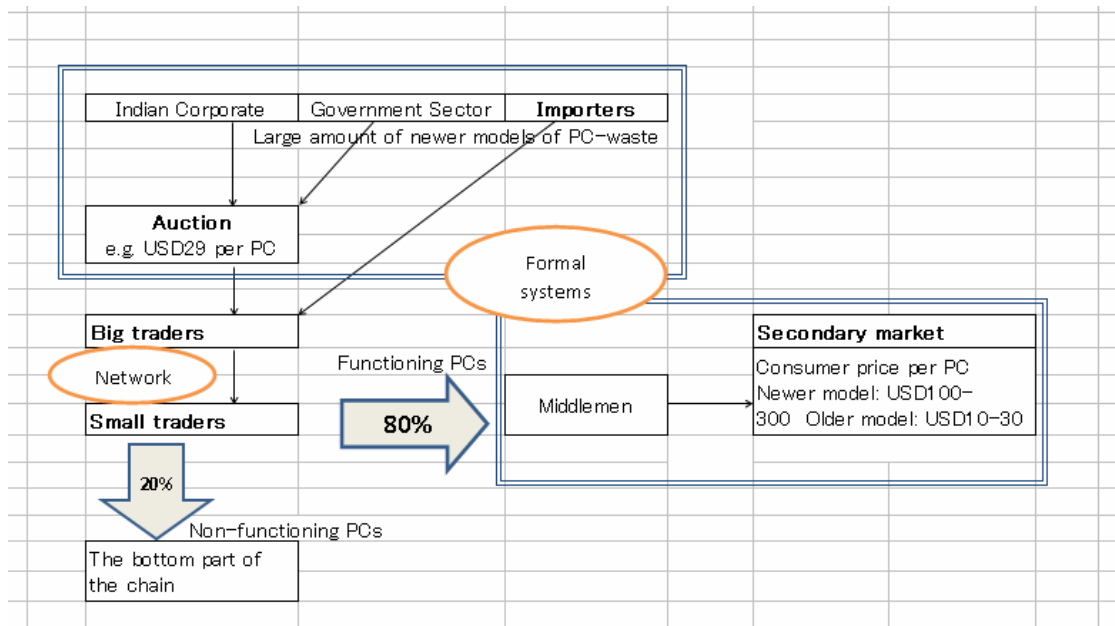 Indian Corporate
Government Sector
Importers
Large amount of newer models of PC-waste
Auction
e.g. USD29 per PC
Formal
systems
Big traders
Secondary market
Network
Functioning PCs
Consumer price per PC
Newer model: USD100-
300 Older model: USD10-30
Middlemen
Small traders
80%
20%
Non-functioning PCs
The bottom part of
the chain